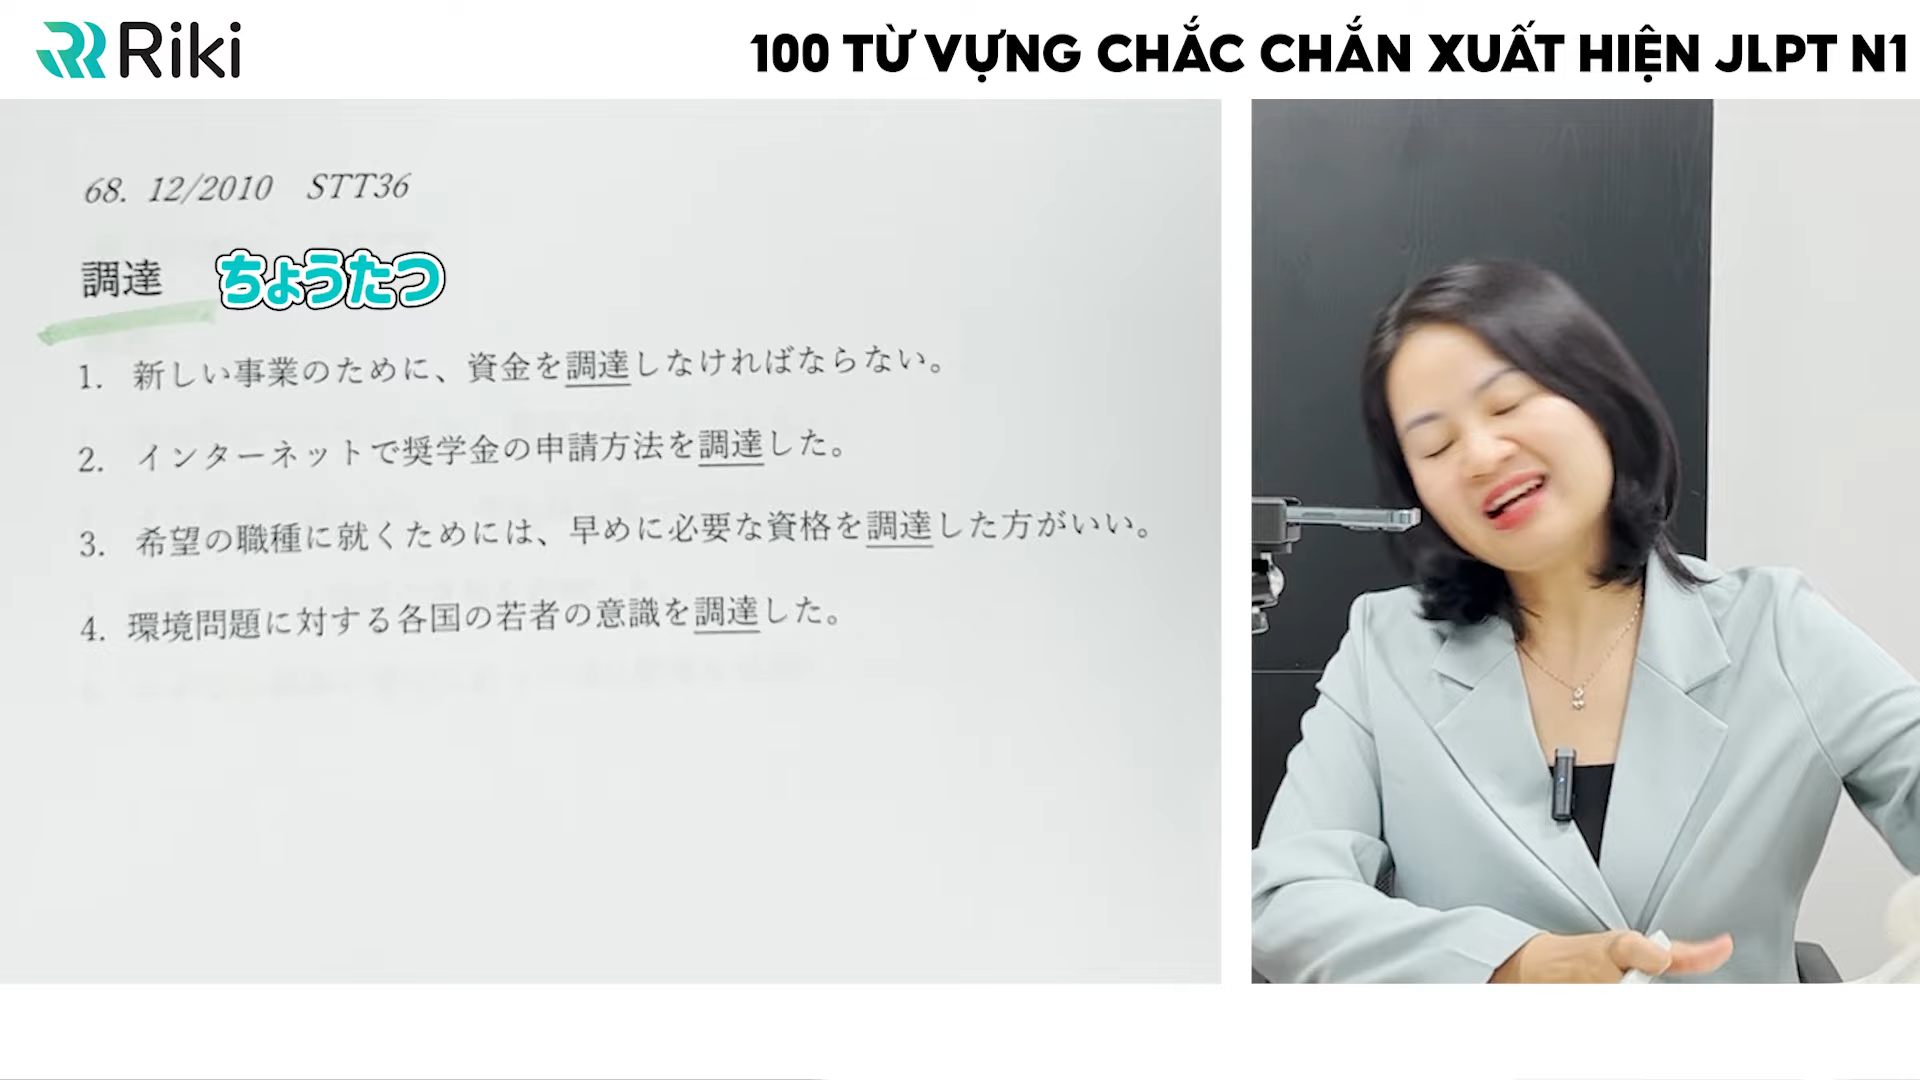 Riki
100 TỪ VỰNG CHẮC CHẮN XUẤT HIỆN JLPT N1
68. 12/2010 STT36
調達 ちょうたつ
1. 新しい事業のために、資金を調達しなければならない。
2. インターネットで奨学金の申請方法を調達した。
3. 希望の職種に就くためには、早めに必要な資格を調達した方がいい。
4. 環境問題に対する各国の若者の意識を調達した。